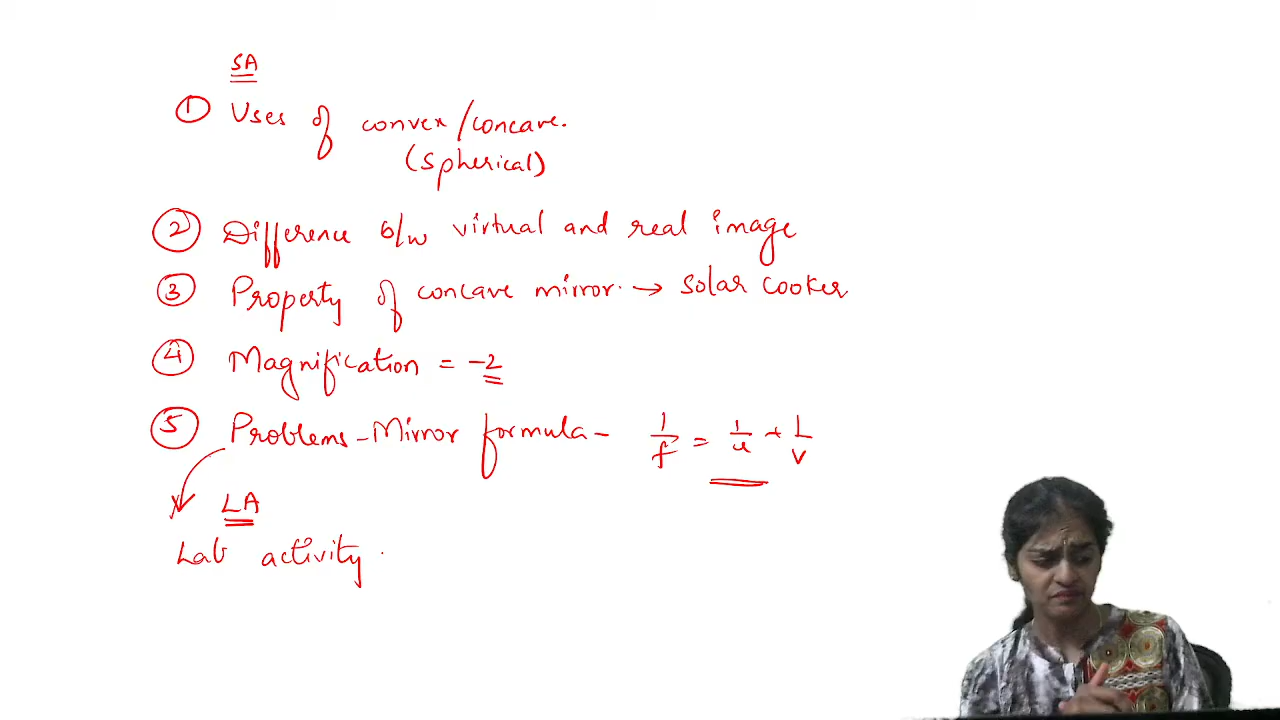 SA
① Uses of convex/concave.
(Spherical)
② Difference b/w virtual and real image
③ Property of concave mirror. → solar cooker
④ Magnification = -2
⑤ Problems - Mirror formula - 1/f = 1/u + 1/v
LA
Lab activity.